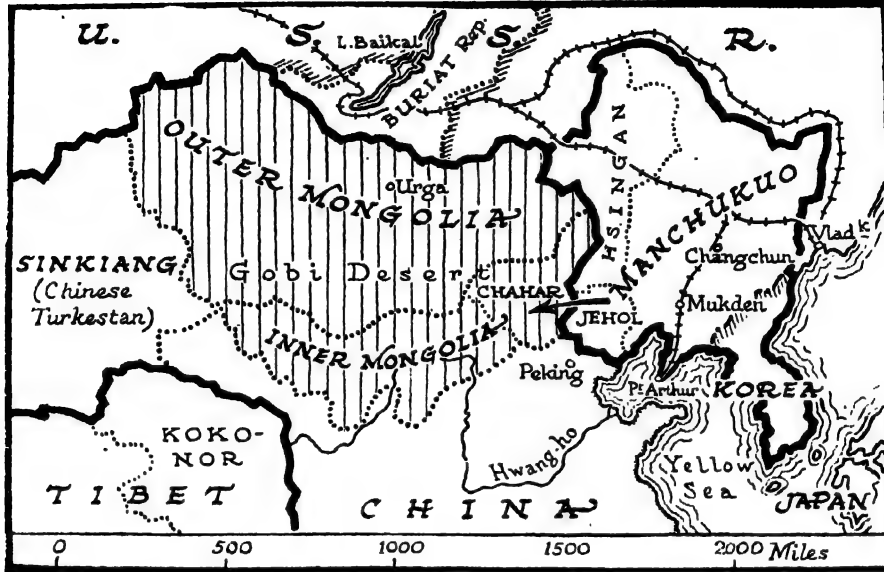 U. S. S. R.
L. Baikal
BURIAT Rep.
OUTER MONGOLIA
Urga
HSINGAN
MANCHUKUO
Vlad k.
SINKIANG
(Chinese
Turkestan)
Gobi Desert
Changchun
CHAHAR
JEHOL
Mukden
INNER MONGOLIA
Peking
Pt Arthur
KOREA
KOKO-
NOR
Hwang-ho
Yellow
Sea
TIBET
CHINA
JAPAN
0 500 1000 1500 2000 Miles